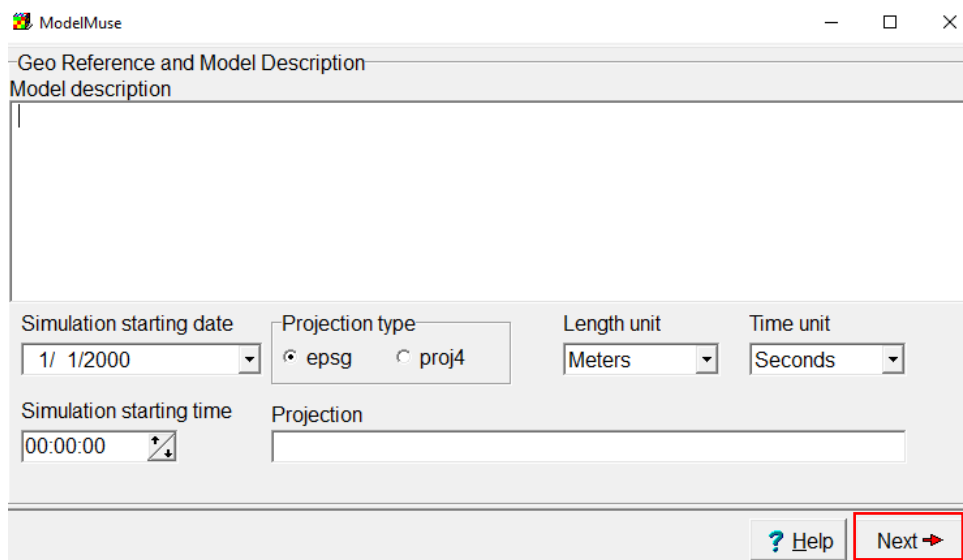 ModelMuse
Geo Reference and Model Description
Model description
Simulation starting date
Projection type
Length unit
Time unit
1/ 1/2000
epsg
proj4
Meters
Seconds
Simulation starting time
Projection
00:00:00
? Help
Next